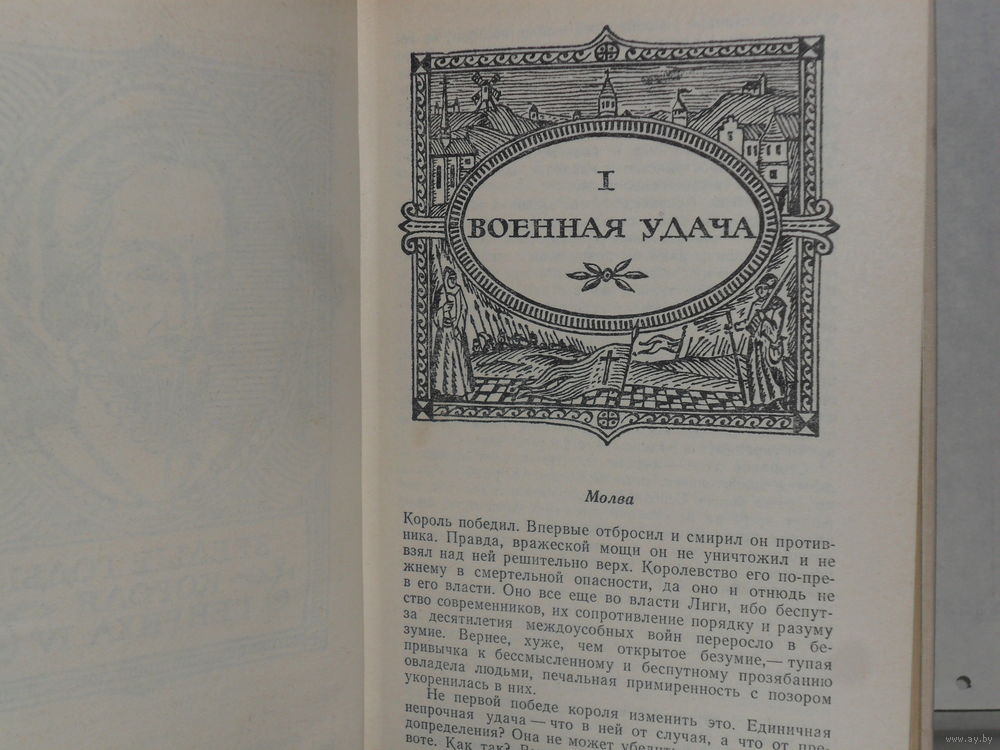 I
ВОЕННАЯ УДАЧА
Молва
Король победил. Впервые отбросил и смирил он против-
ника. Правда, вражеской мощи он не уничтожил и не
взял над ней решительно верх. Королевство его по-пре-
жнему в смертельной опасности, да оно и отнюдь не
в его власти. Оно все еще во власти Лиги, ибо беспут-
ство современников, их сопротивление порядку и разуму
за десятилетия междоусобных войн переросло в бе-
зумие. Вернее, хуже, чем открытое безумие,— тупая
привычка к бессмысленному и беспутному прозябанию
овладела людьми, печальная примиренность с позором
укоренилась в них.
Не первой победе короля изменить это. Единичная
непрочная удача — что в ней от случая, а что от пре-
допределения? Она не может
воте. Как так?
www.ay.by